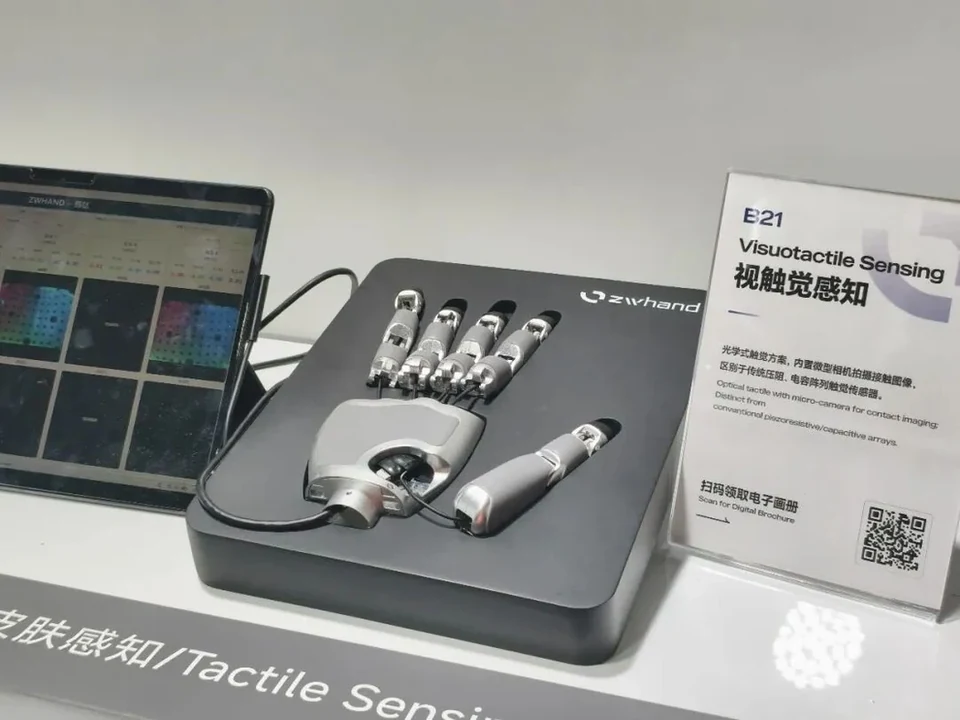 ZWHAND
zwhand
B21
Visuotactile Sensing
视触觉感知
光学式触觉方案，内置微型相机拍摄接触图像，
区别于传统压阻、电容阵列触觉传感器。
Optical tactile with micro-camera for contact imaging;
Distinct from
conventional piezoresistive/capacitive arrays.
扫码领取电子画册
Scan for Digital Brochure
皮肤感知/Tactile Sensin